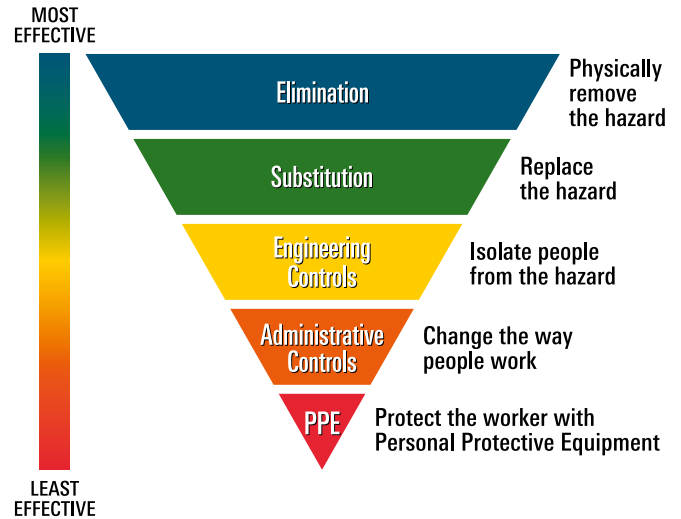 MOST
EFFECTIVE
Elimination
Physically
remove
the hazard
Substitution
Replace
the hazard
Engineering
Controls
Isolate people
from the hazard
Administrative
Controls
Change the way
people work
PPE
Protect the worker with
Personal Protective Equipment
LEAST
EFFECTIVE